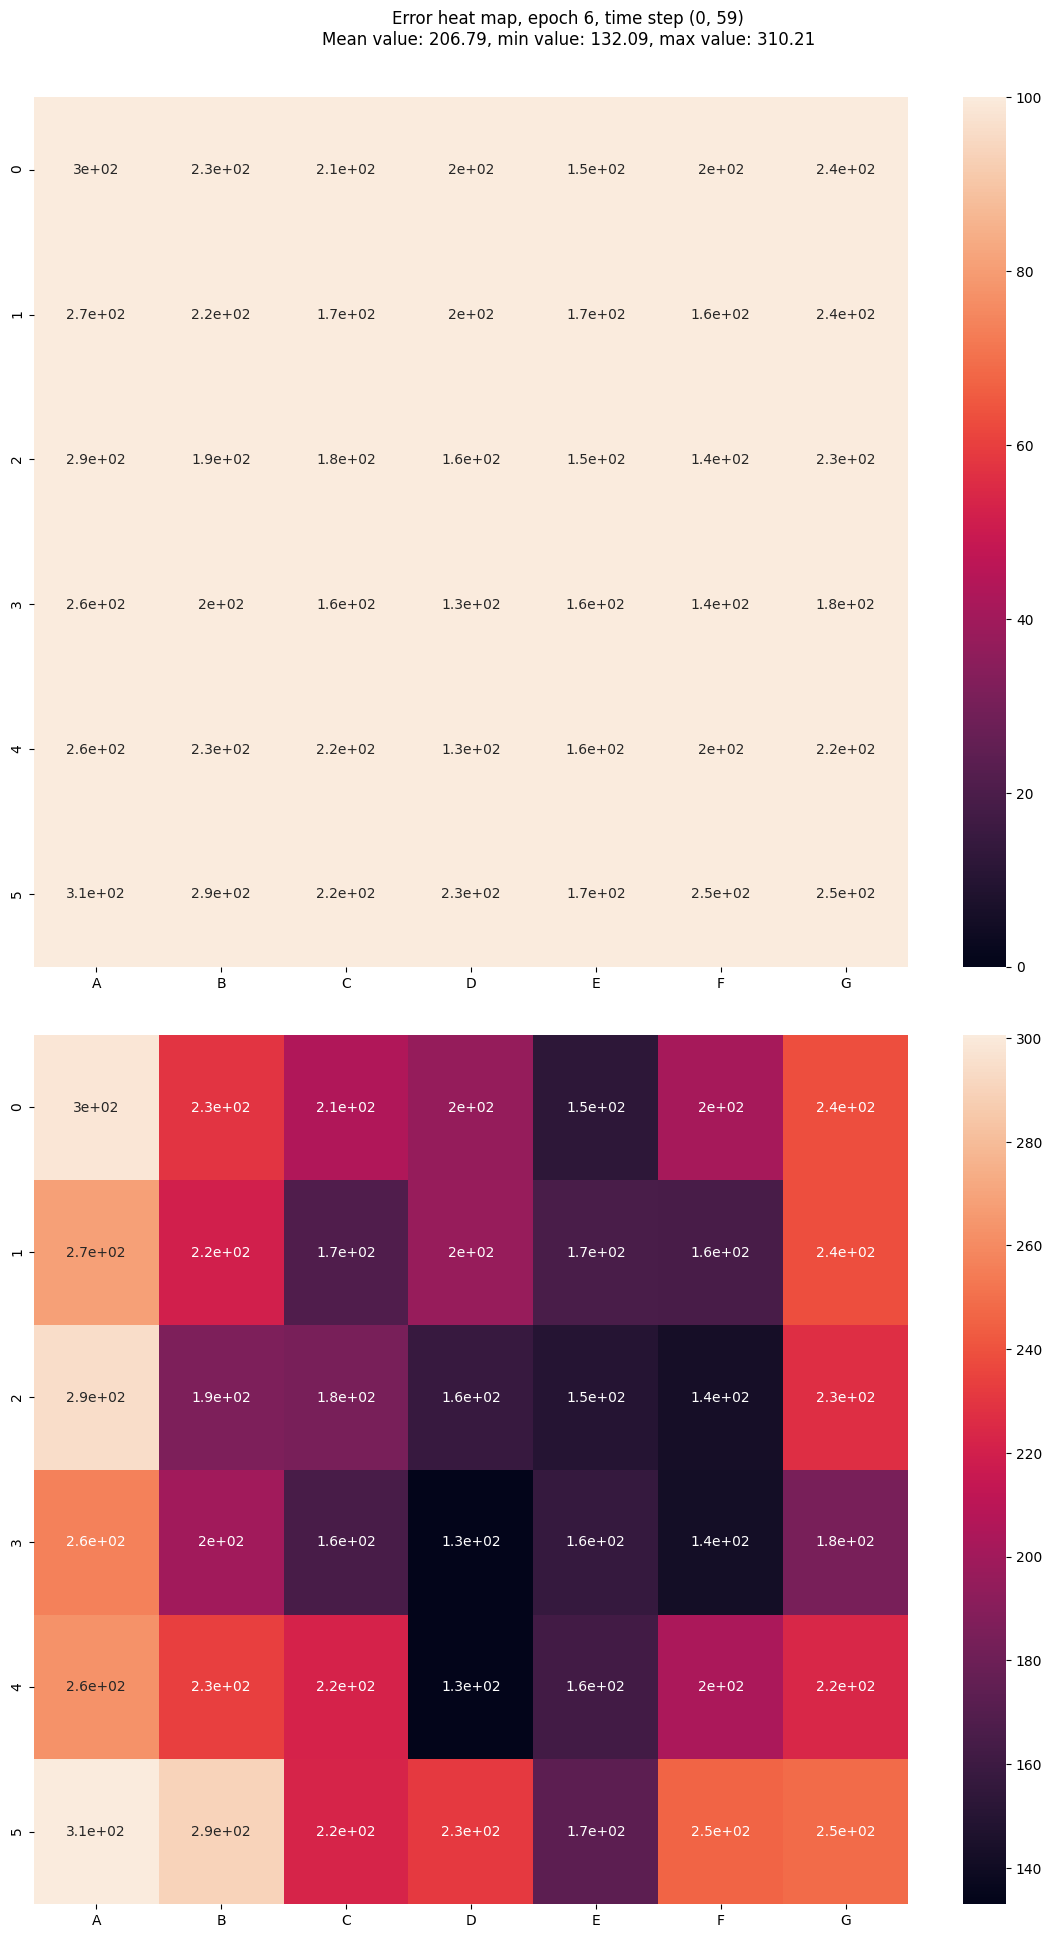 Error heat map, epoch 6, time step (0, 59)
Mean value: 206.79, min value: 132.09, max value: 310.21
100
0 3e+02 2.3e+02 2.1e+02 2e+02 1.5e+02 2e+02 2.4e+02
80
1 2.7e+02 2.2e+02 1.7e+02 2e+02 1.7e+02 1.6e+02 2.4e+02
60
2 2.9e+02 1.9e+02 1.8e+02 1.6e+02 1.5e+02 1.4e+02 2.3e+02
3 2.6e+02 2e+02 1.6e+02 1.3e+02 1.6e+02 1.4e+02 1.8e+02
40
4 2.6e+02 2.3e+02 2.2e+02 1.3e+02 1.6e+02 2e+02 2.2e+02
20
5 3.1e+02 2.9e+02 2.2e+02 2.3e+02 1.7e+02 2.5e+02 2.5e+02
0
A B C D E F G
300
0 3e+02 2.3e+02 2.1e+02 2e+02 1.5e+02 2e+02 2.4e+02
280
1 2.7e+02 2.2e+02 1.7e+02 2e+02 1.7e+02 1.6e+02 2.4e+02
260
240
2 2.9e+02 1.9e+02 1.8e+02 1.6e+02 1.5e+02 1.4e+02 2.3e+02
220
3 2.6e+02 2e+02 1.6e+02 1.3e+02 1.6e+02 1.4e+02 1.8e+02
200
180
4 2.6e+02 2.3e+02 2.2e+02 1.3e+02 1.6e+02 2e+02 2.2e+02
160
5 3.1e+02 2.9e+02 2.2e+02 2.3e+02 1.7e+02 2.5e+02 2.5e+02
140
A B C D E F G